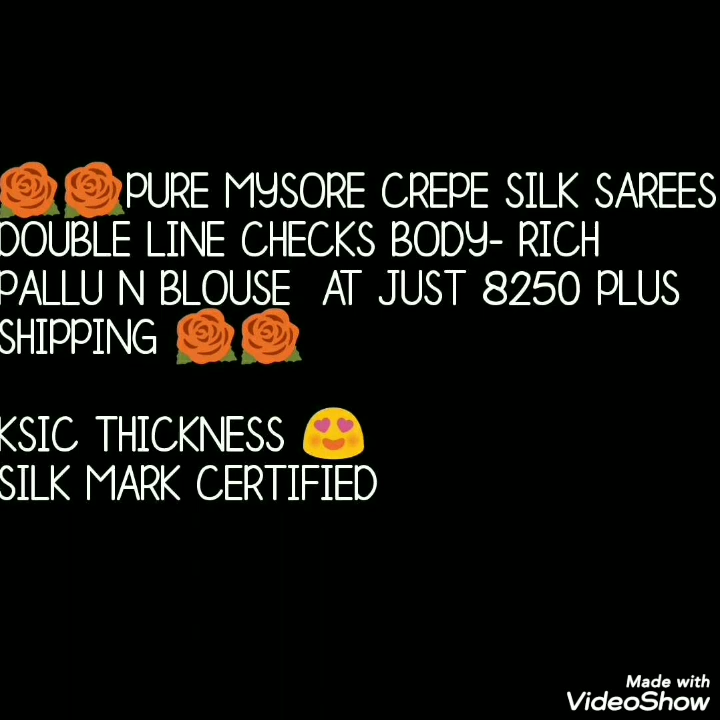 🌹🌹PURE MYSORE CREPE SILK SAREES
DOUBLE LINE CHECKS BODY- RICH
PALLU N BLOUSE  AT JUST 8250 PLUS
SHIPPING 🌹🌹
KSIC THICKNESS 😍
SILK MARK CERTIFIED
Made with
VideoShow